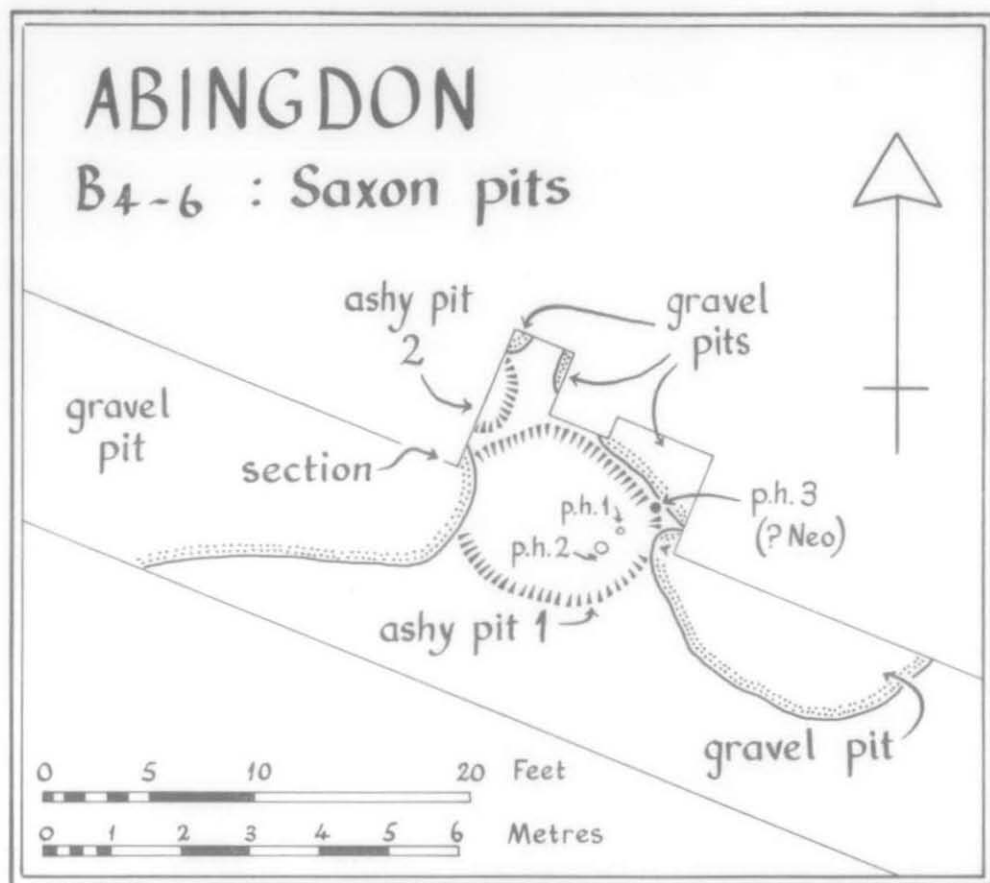 ABINGDON
B4-6 : Saxon pits
ashy pit
2
gravel
pits
gravel
pit
section
p.h.1
p.h.2
p.h.3
(? Neo)
ashy pit 1
gravel pit
0 5 10 20 Feet
0 1 2 3 4 5 6 Metres